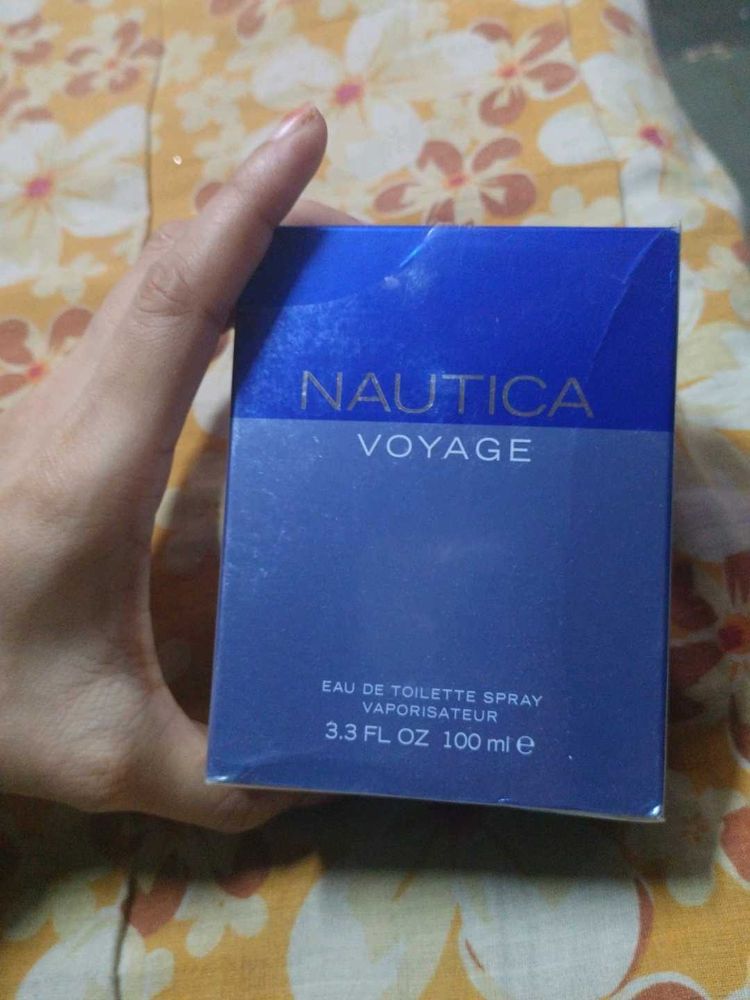 NAUTICA
VOYAGE
EAU DE TOILETTE SPRAY
VAPORISATEUR
3.3 FL OZ 100 ml ℮